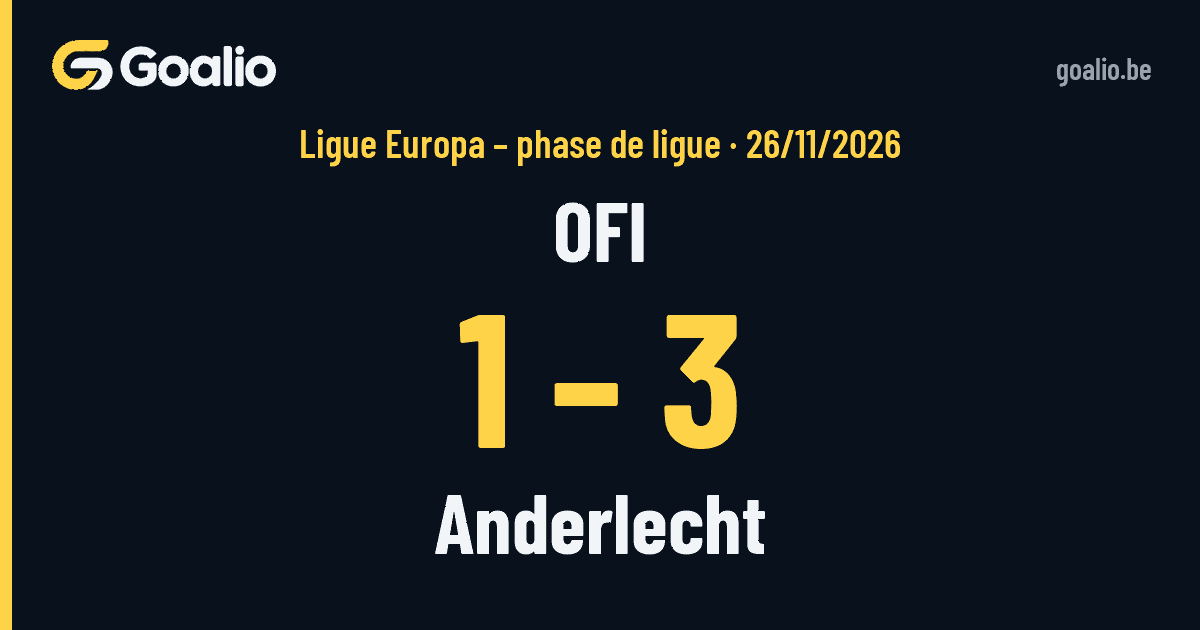 Goalio
goalio.be
Ligue Europa – phase de ligue · 26/11/2026
OFI
1 – 3
Anderlecht